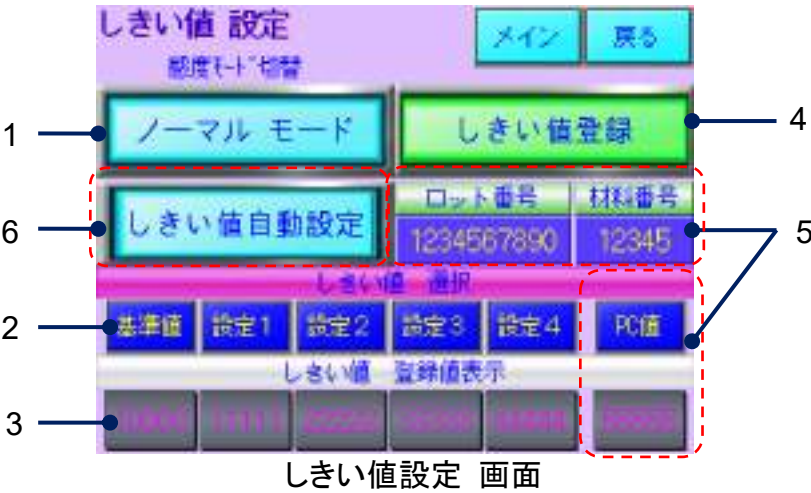 しきい値 設定
メイン 戻る
感度ﾓｰﾄﾞ切替
1 ノーマル モード しきい値登録 4
ロット番号 材料番号
6 しきい値自動設定 1234567890 12345 5
しきい値 選択
2 基準値 設定1 設定2 設定3 設定4 PC値
しきい値 登録値表示
3
しきい値設定 画面